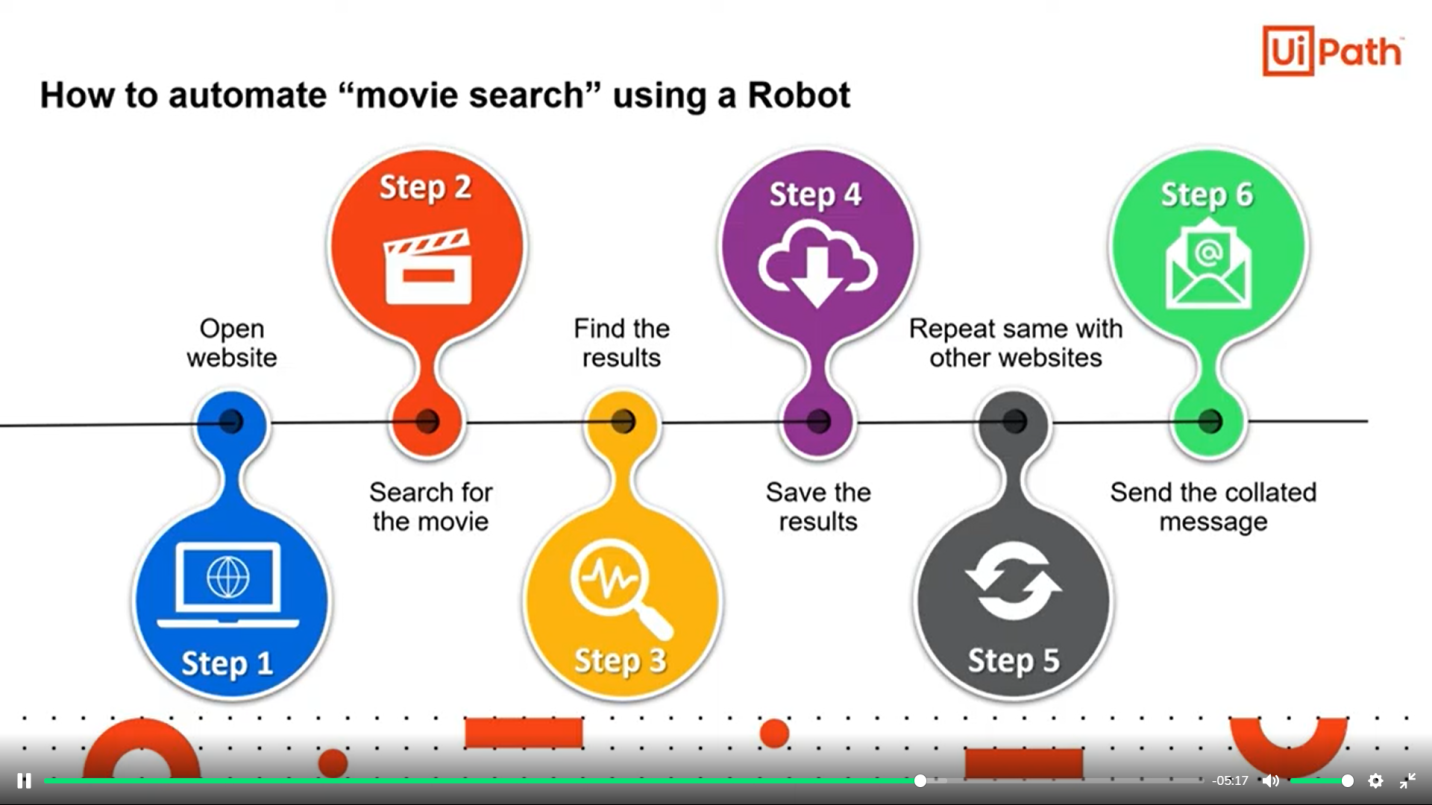 UiPath™
How to automate “movie search” using a Robot
Step 1
Open
website
Step 2
Search for
the movie
Find the
results
Step 3
Step 4
Save the
results
Repeat same with
other websites
Step 5
Step 6
@
Send the collated
message
-05:17